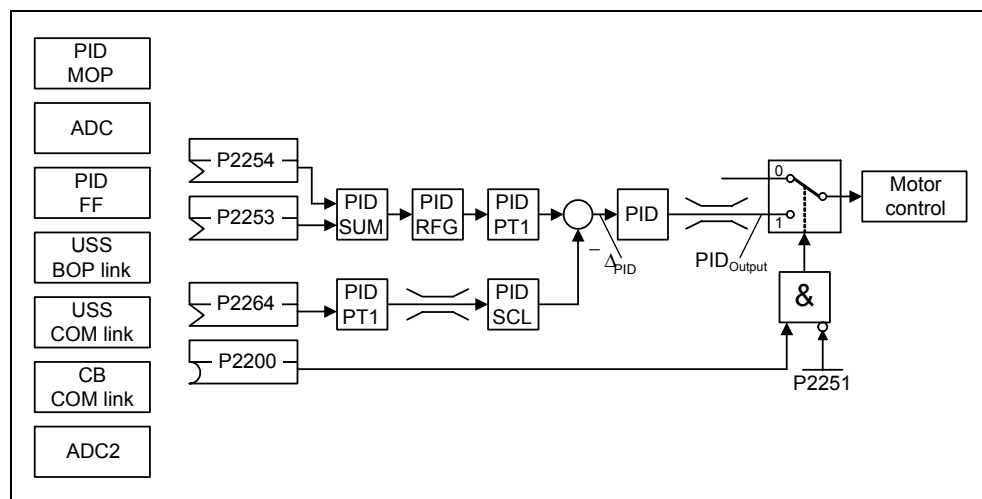 PID
MOP
ADC
PID
FF
USS
BOP link
USS
COM link
CB
COM link
ADC2
P2254
P2253
P2264
P2200
PID
SUM
PID
RFG
PID
PT1
PID
PT1
PID
SCL
−
ΔPID
PID
PIDOutput
0
1
Motor
control
&
P2251